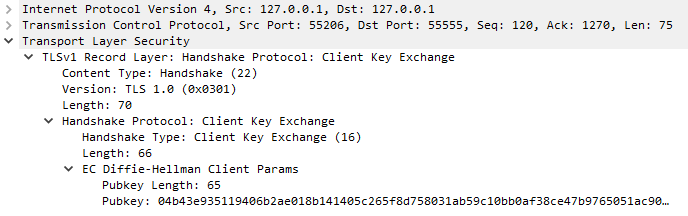 Internet Protocol Version 4, Src: 127.0.0.1, Dst: 127.0.0.1
Transmission Control Protocol, Src Port: 55206, Dst Port: 55555, Seq: 120, Ack: 1270, Len: 75
Transport Layer Security
TLSv1 Record Layer: Handshake Protocol: Client Key Exchange
Content Type: Handshake (22)
Version: TLS 1.0 (0x0301)
Length: 70
Handshake Protocol: Client Key Exchange
Handshake Type: Client Key Exchange (16)
Length: 66
EC Diffie-Hellman Client Params
Pubkey Length: 65
Pubkey: 04b43e935119406b2ae018b141405c265f8d758031ab59c10bb0af38ce47b9765051ac90…